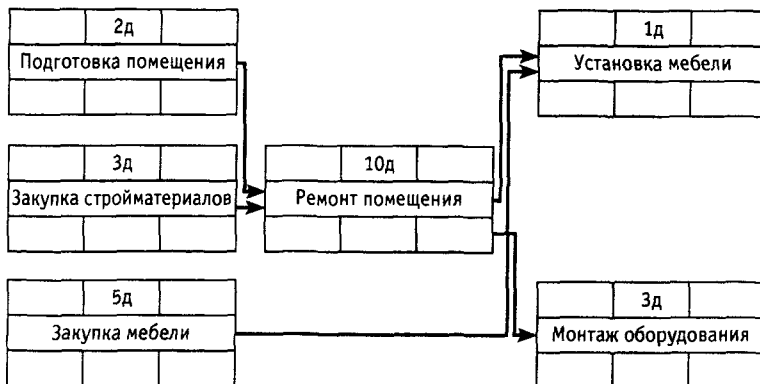 2д
Подготовка помещения
3д
Закупка стройматериалов
5д
Закупка мебели
10д
Ремонт помещения
1д
Установка мебели
3д
Монтаж оборудования